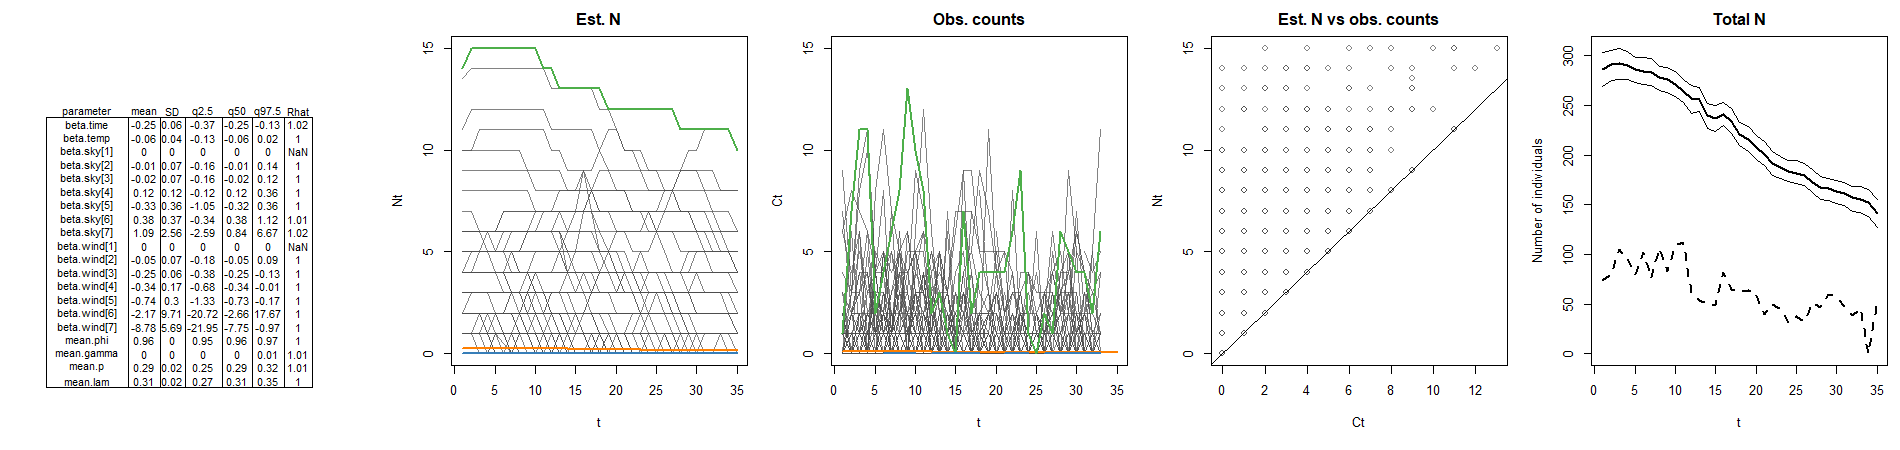 parameter mean SD q2.5 q50 q97.5 Rhat
beta.time -0.25 0.06 -0.37 -0.25 -0.13 1.02
beta.temp -0.06 0.04 -0.13 -0.06 0.02 1
beta.sky[1] 0 0 0 0 0 NaN
beta.sky[2] -0.01 0.07 -0.16 -0.01 0.14 1
beta.sky[3] -0.02 0.07 -0.16 -0.02 0.12 1
beta.sky[4] 0.12 0.12 -0.12 0.12 0.36 1
beta.sky[5] -0.33 0.36 -1.05 -0.32 0.36 1
beta.sky[6] 0.38 0.37 -0.34 0.38 1.12 1.01
beta.sky[7] 1.09 2.56 -2.59 0.84 6.67 1.02
beta.wind[1] 0 0 0 0 0 NaN
beta.wind[2] -0.05 0.07 -0.18 -0.05 0.09 1
beta.wind[3] -0.25 0.06 -0.38 -0.25 -0.13 1
beta.wind[4] -0.34 0.17 -0.68 -0.34 -0.01 1
beta.wind[5] -0.74 0.3 -1.33 -0.73 -0.17 1
beta.wind[6] -2.17 9.71 -20.72 -2.66 17.67 1
beta.wind[7] -8.78 5.69 -21.95 -7.75 -0.97 1
mean.phi 0.96 0 0.95 0.96 0.97 1
mean.gamma 0 0 0 0 0.01 1.01
mean.p 0.29 0.02 0.25 0.29 0.32 1.01
mean.lam 0.31 0.02 0.27 0.31 0.35 1
Est. N
Nt
15
10
5
0
0 5 10 15 20 25 30 35
t
Obs. counts
Ct
15
10
5
0
0 5 10 15 20 25 30 35
t
Est. N vs obs. counts
Nt
15
10
5
0
0 2 4 6 8 10 12
Ct
Total N
Number of individuals
300
250
200
150
100
50
0
0 5 10 15 20 25 30 35
t